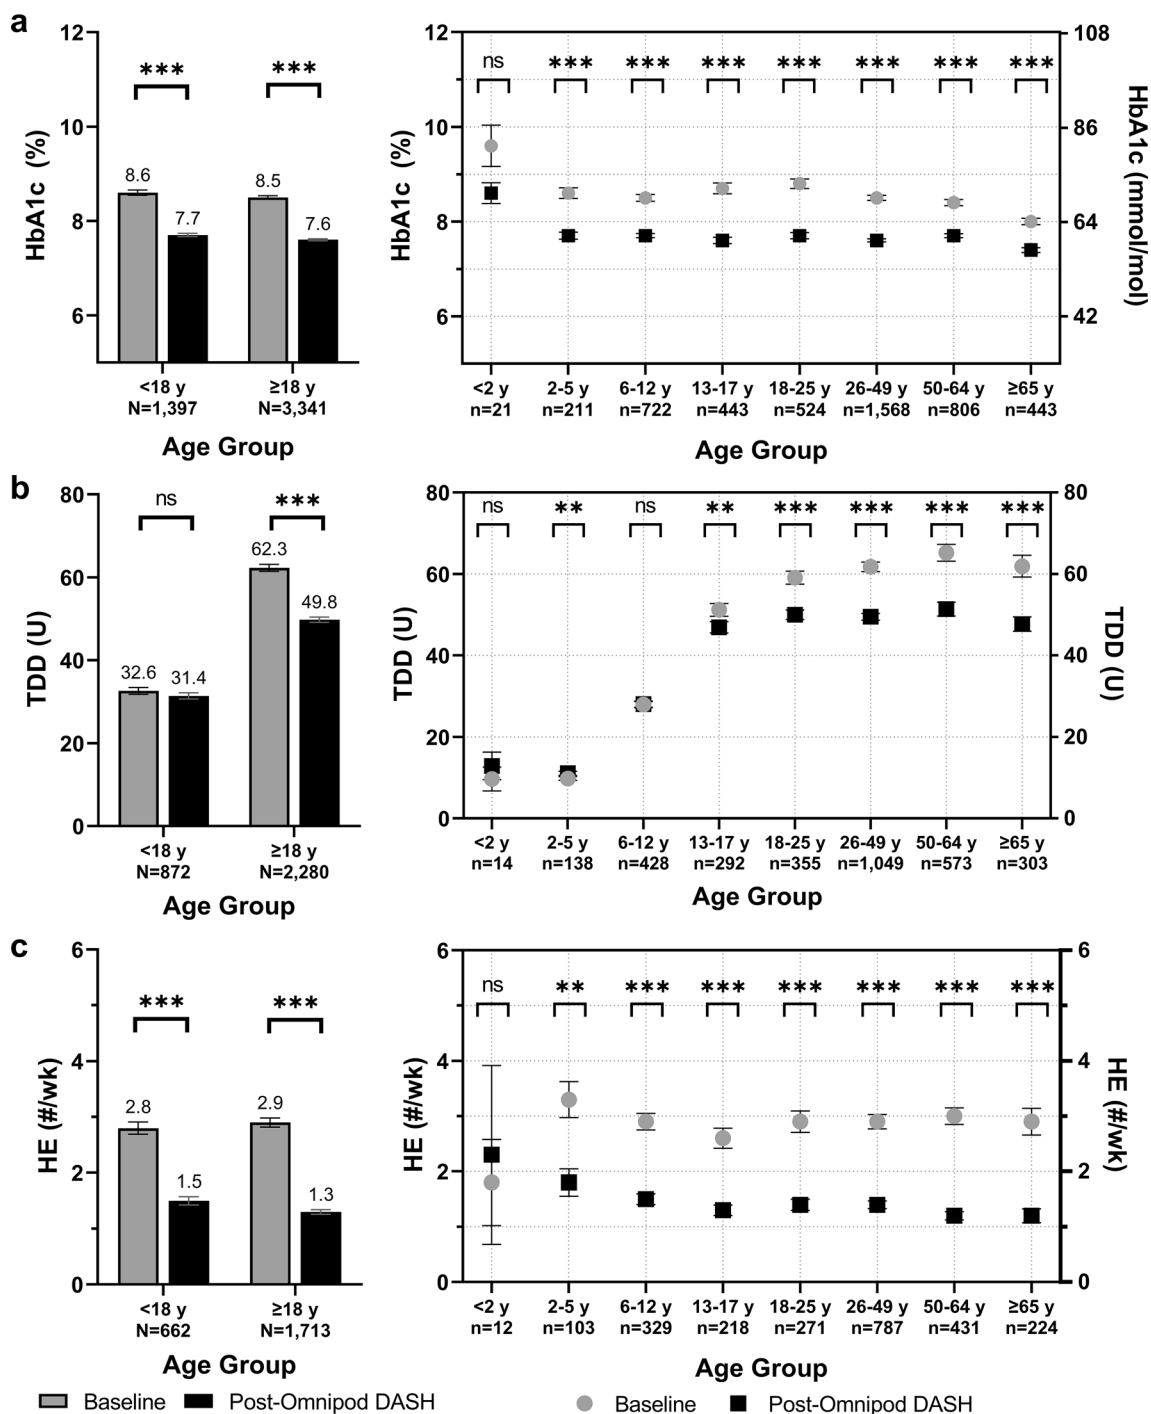 a
12
10
8
6
HbA1c (%)
***
***
8.6
7.7
8.5
7.6
<18 y
≥18 y
N=1,397
N=3,341
Age Group
12
10
8
6
HbA1c (%)
ns
***
***
***
***
***
***
***
108
86
64
42
HbA1c (mmol/mol)
<2 y
2-5 y
6-12 y
13-17 y
18-25 y
26-49 y
50-64 y
≥65 y
n=21
n=211
n=722
n=443
n=524
n=1,568
n=806
n=443
Age Group
b
80
60
40
20
0
TDD (U)
ns
***
32.6
31.4
62.3
49.8
<18 y
≥18 y
N=872
N=2,280
Age Group
80
60
40
20
0
TDD (U)
ns
**
ns
**
***
***
***
***
80
60
40
20
0
TDD (U)
<2 y
2-5 y
6-12 y
13-17 y
18-25 y
26-49 y
50-64 y
≥65 y
n=14
n=138
n=428
n=292
n=355
n=1,049
n=573
n=303
Age Group
c
6
4
2
0
HE (#/wk)
***
***
2.8
1.5
2.9
1.3
<18 y
≥18 y
N=662
N=1,713
Age Group
6
4
2
0
HE (#/wk)
ns
**
***
***
***
***
***
***
6
4
2
0
HE (#/wk)
<2 y
2-5 y
6-12 y
13-17 y
18-25 y
26-49 y
50-64 y
≥65 y
n=12
n=103
n=329
n=218
n=271
n=787
n=431
n=224
Age Group
Baseline
Post-Omnipod DASH
Baseline
Post-Omnipod DASH